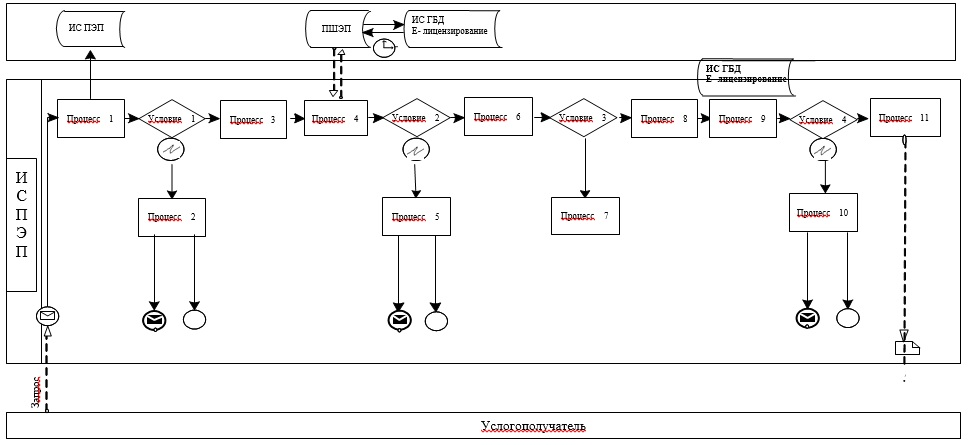 ИС ПЭП
ПШЭП
ИС ГБД
Е- лицензирование
ИС ГБД
Е- лицензирование
Процесс 1
Условие 1
Процесс 3
Процесс 4
Условие 2
Процесс 6
Условие 3
Процесс 8
Процесс 9
Условие 4
Процесс 11
И
С
П
Э
П
Процесс 2
Процесс 5
Процесс 7
Процесс 10
Запрос
Услогополучатель